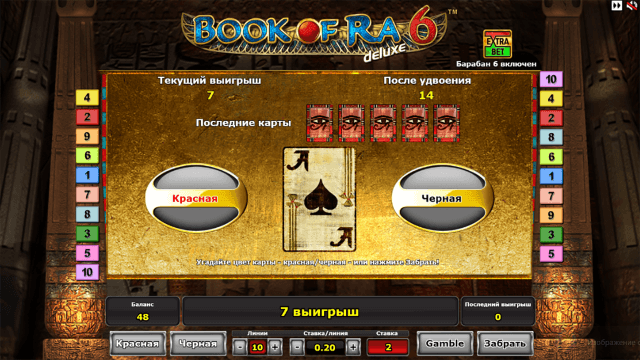 BOOK OF RA 6 ™
deluxe
EXTRA
BET
Барабан 6 включен
Текущий выигрыш
После удвоения
7
14
Последние карты
A
A
Красная
Черная
Угадайте цвет карты - красная/черная - или нажмите Забрать!
4
2
9
6
1
7
8
3
5
10
10
4
2
8
6
1
7
9
3
5
Баланс
48
7 выигрыш
Последний выигрыш
0
Красная
Черная
Линии
- 10 +
Ставка/линия
- 0.20 +
Ставка
2
Gamble
Забрать